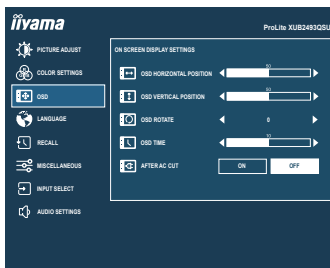 iiyama
ProLite XUB2493QSU
PICTURE ADJUST
COLOR SETTINGS
OSD
LANGUAGE
RECALL
MISCELLANEOUS
INPUT SELECT
AUDIO SETTINGS
ON SCREEN DISPLAY SETTINGS
50
OSD HORIZONTAL POSITION
50
OSD VERTICAL POSITION
OSD ROTATE 0
10
OSD TIME
AFTER AC CUT ON OFF